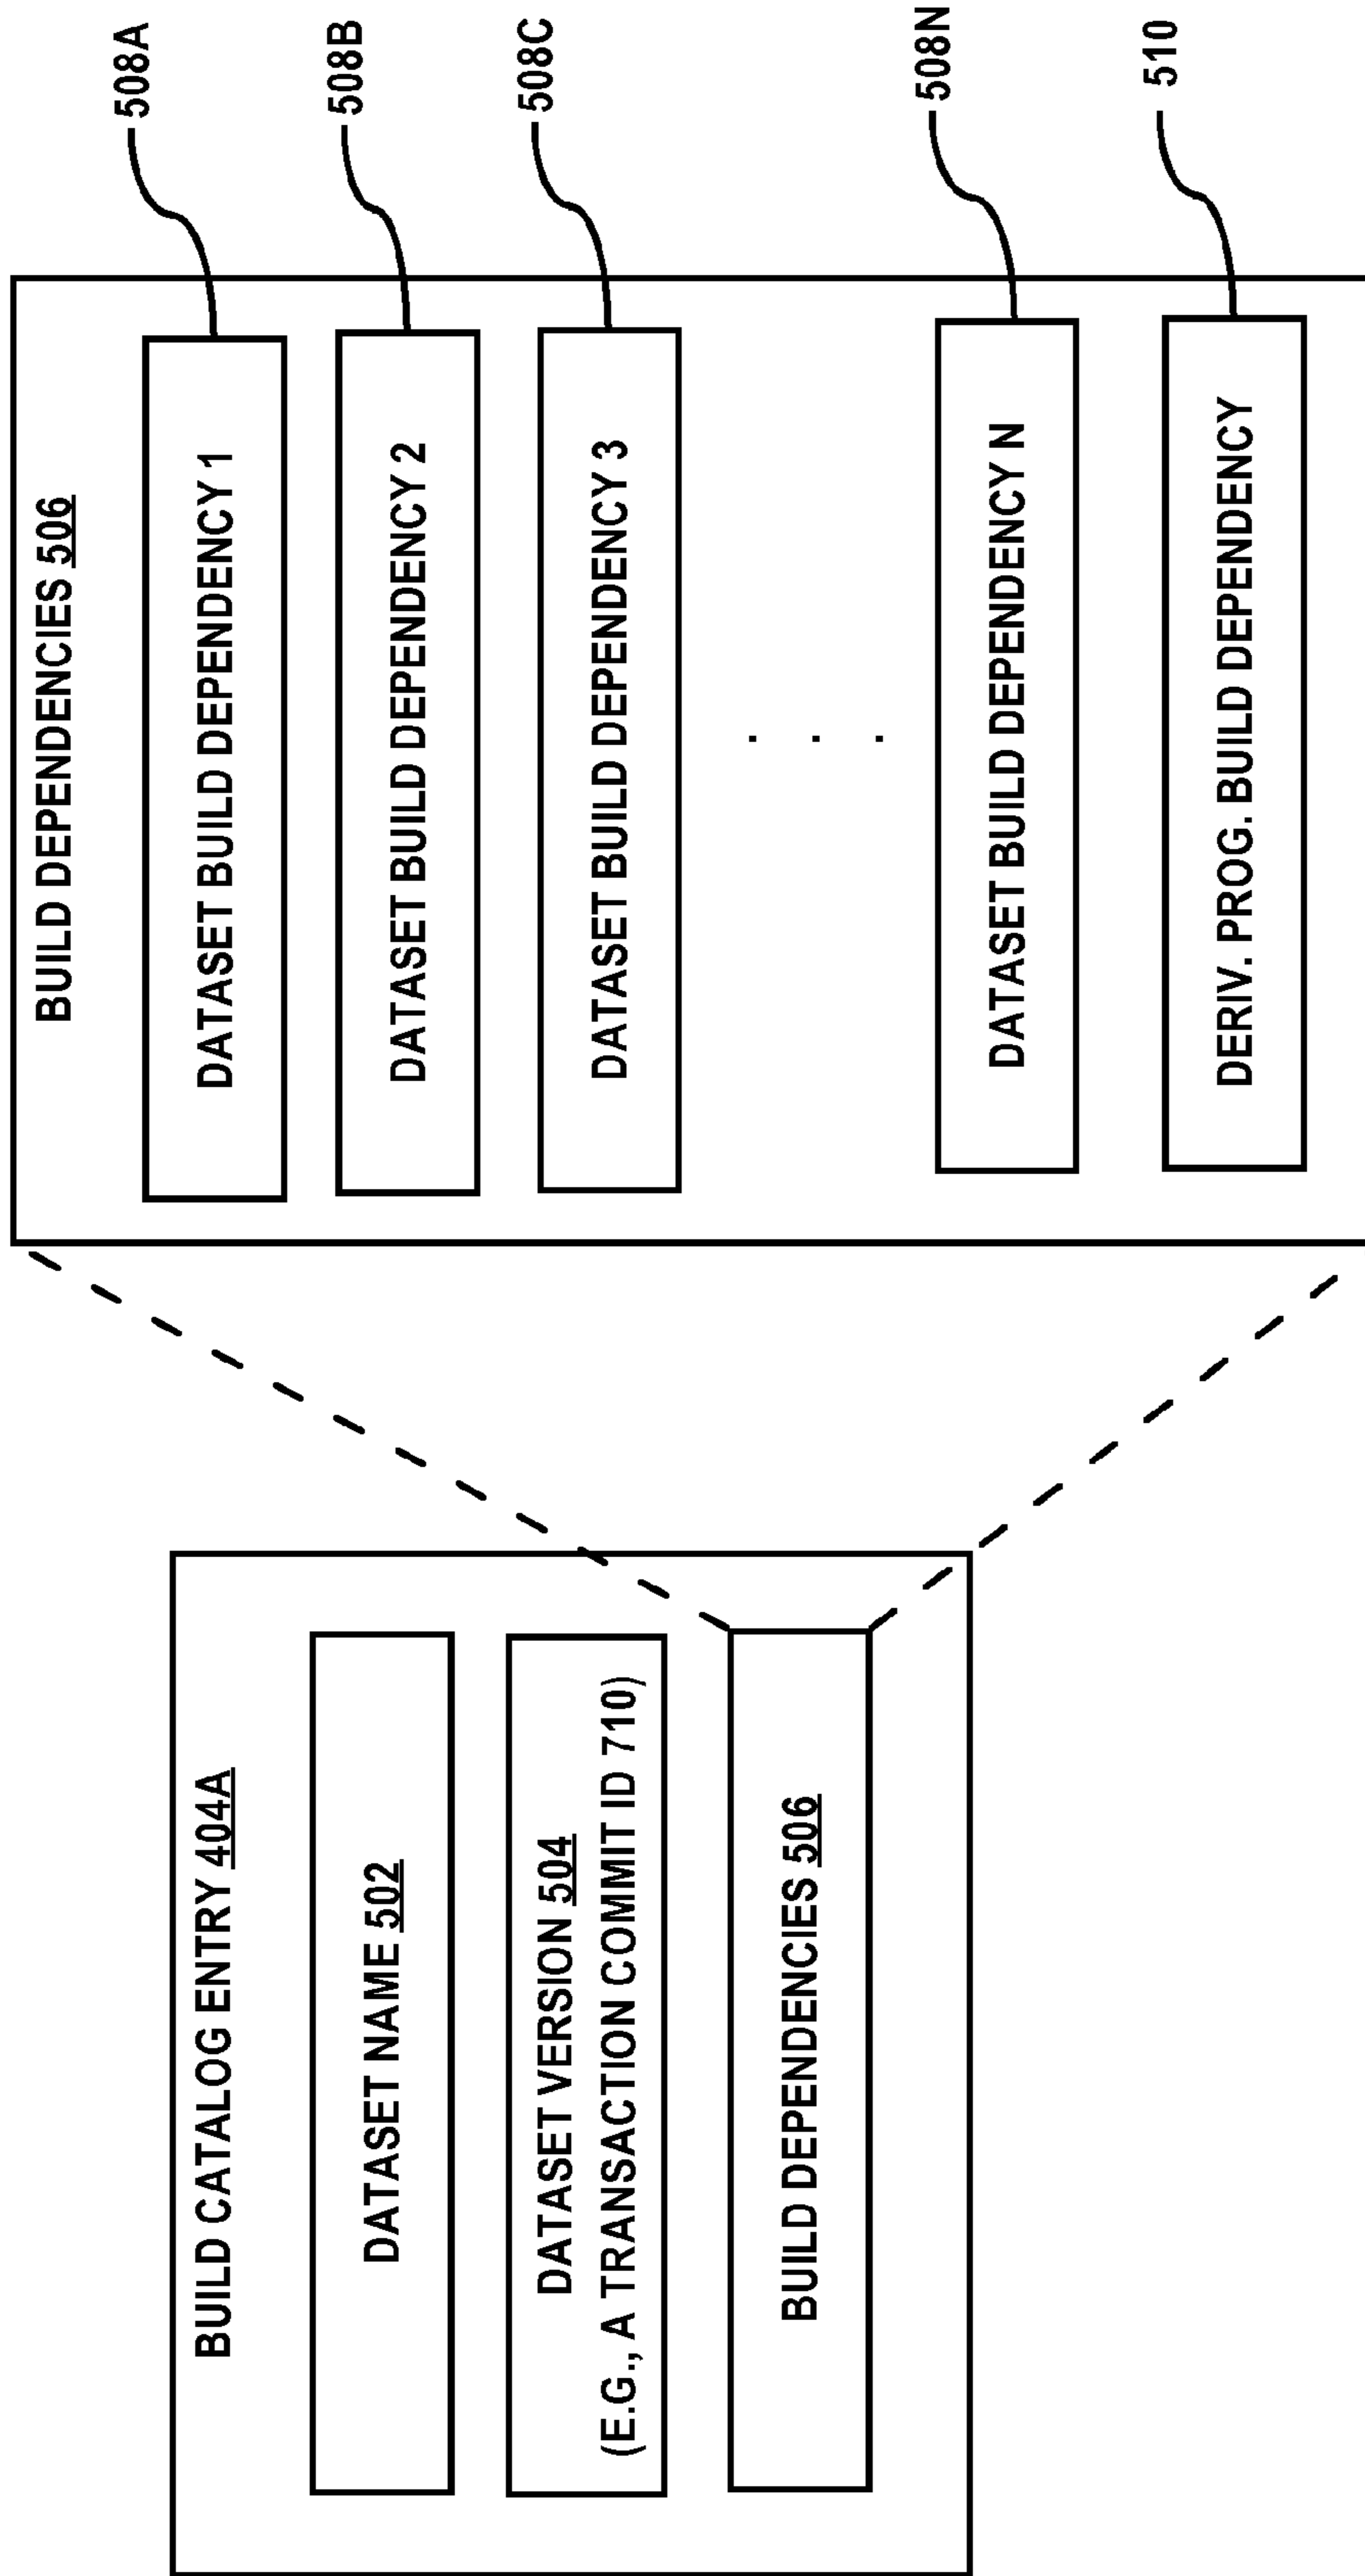 BUILD CATALOG ENTRY 404A
DATASET NAME 502
DATASET VERSION 504
(E.G., A TRANSACTION COMMIT ID 710)
BUILD DEPENDENCIES 506
BUILD DEPENDENCIES 506
DATASET BUILD DEPENDENCY 1
508A
DATASET BUILD DEPENDENCY 2
508B
DATASET BUILD DEPENDENCY 3
508C
. . .
DATASET BUILD DEPENDENCY N
508N
DERIV. PROG. BUILD DEPENDENCY
510